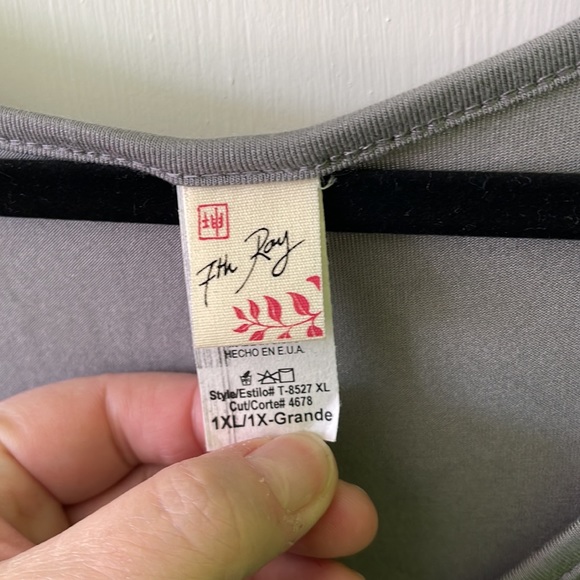 7th Ray
HECHO EN E.U.A.
Style/Estilo# T-8527 XL
Cut/Corte# 4678
1XL/1X-Grande